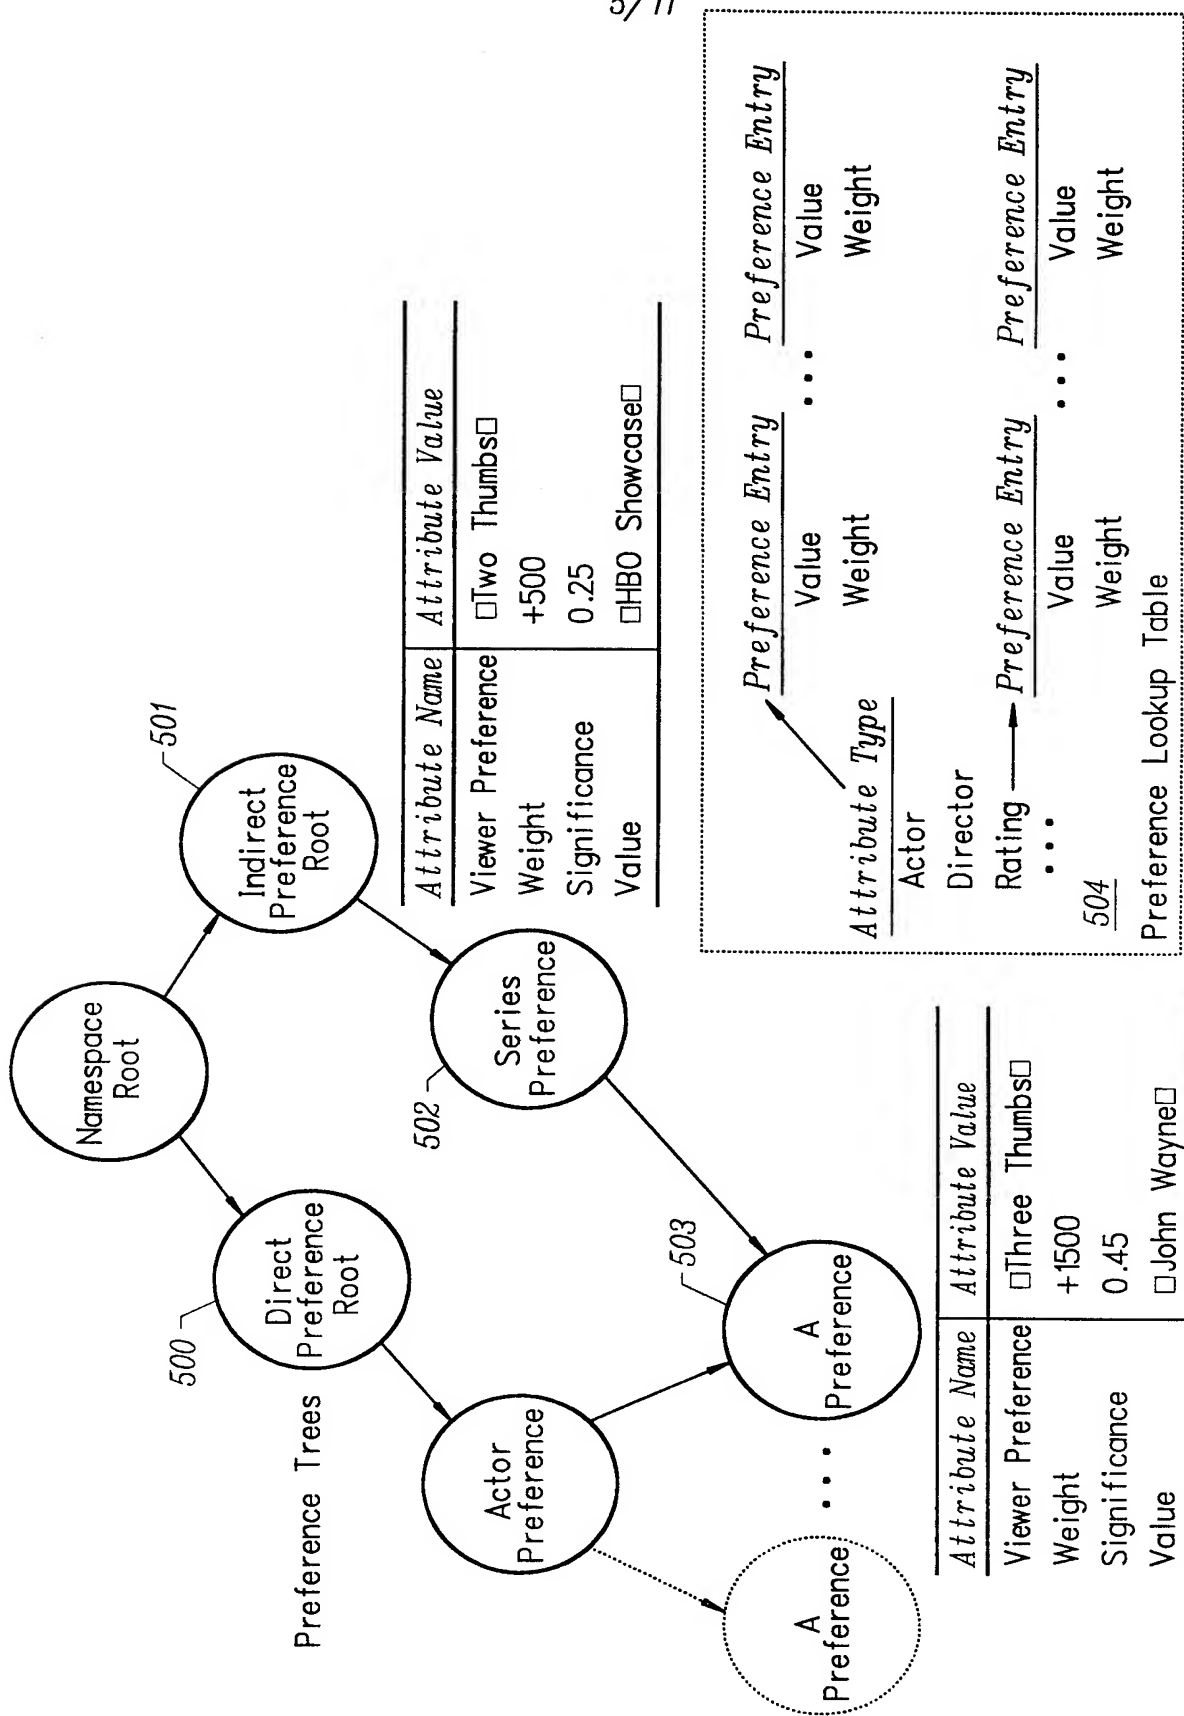 5/11
Preference Trees
Namespace
Root
500
Direct
Preference
Root
501
Indirect
Preference
Root
Actor
Preference
502
Series
Preference
A
Preference
...
503
A
Preference
Attribute Name Attribute Value
Viewer Preference □Two Thumbs□
Weight +500
Significance 0.25
Value □HBO Showcase□
Attribute Name Attribute Value
Viewer Preference □Three Thumbs□
Weight +1500
Significance 0.45
Value □John Wayne□
Preference Entry Preference Entry
Value ... Value
Weight Weight
Attribute Type
Actor
Director
Rating Preference Entry Preference Entry
... Value ... Value
Weight Weight
504
Preference Lookup Table